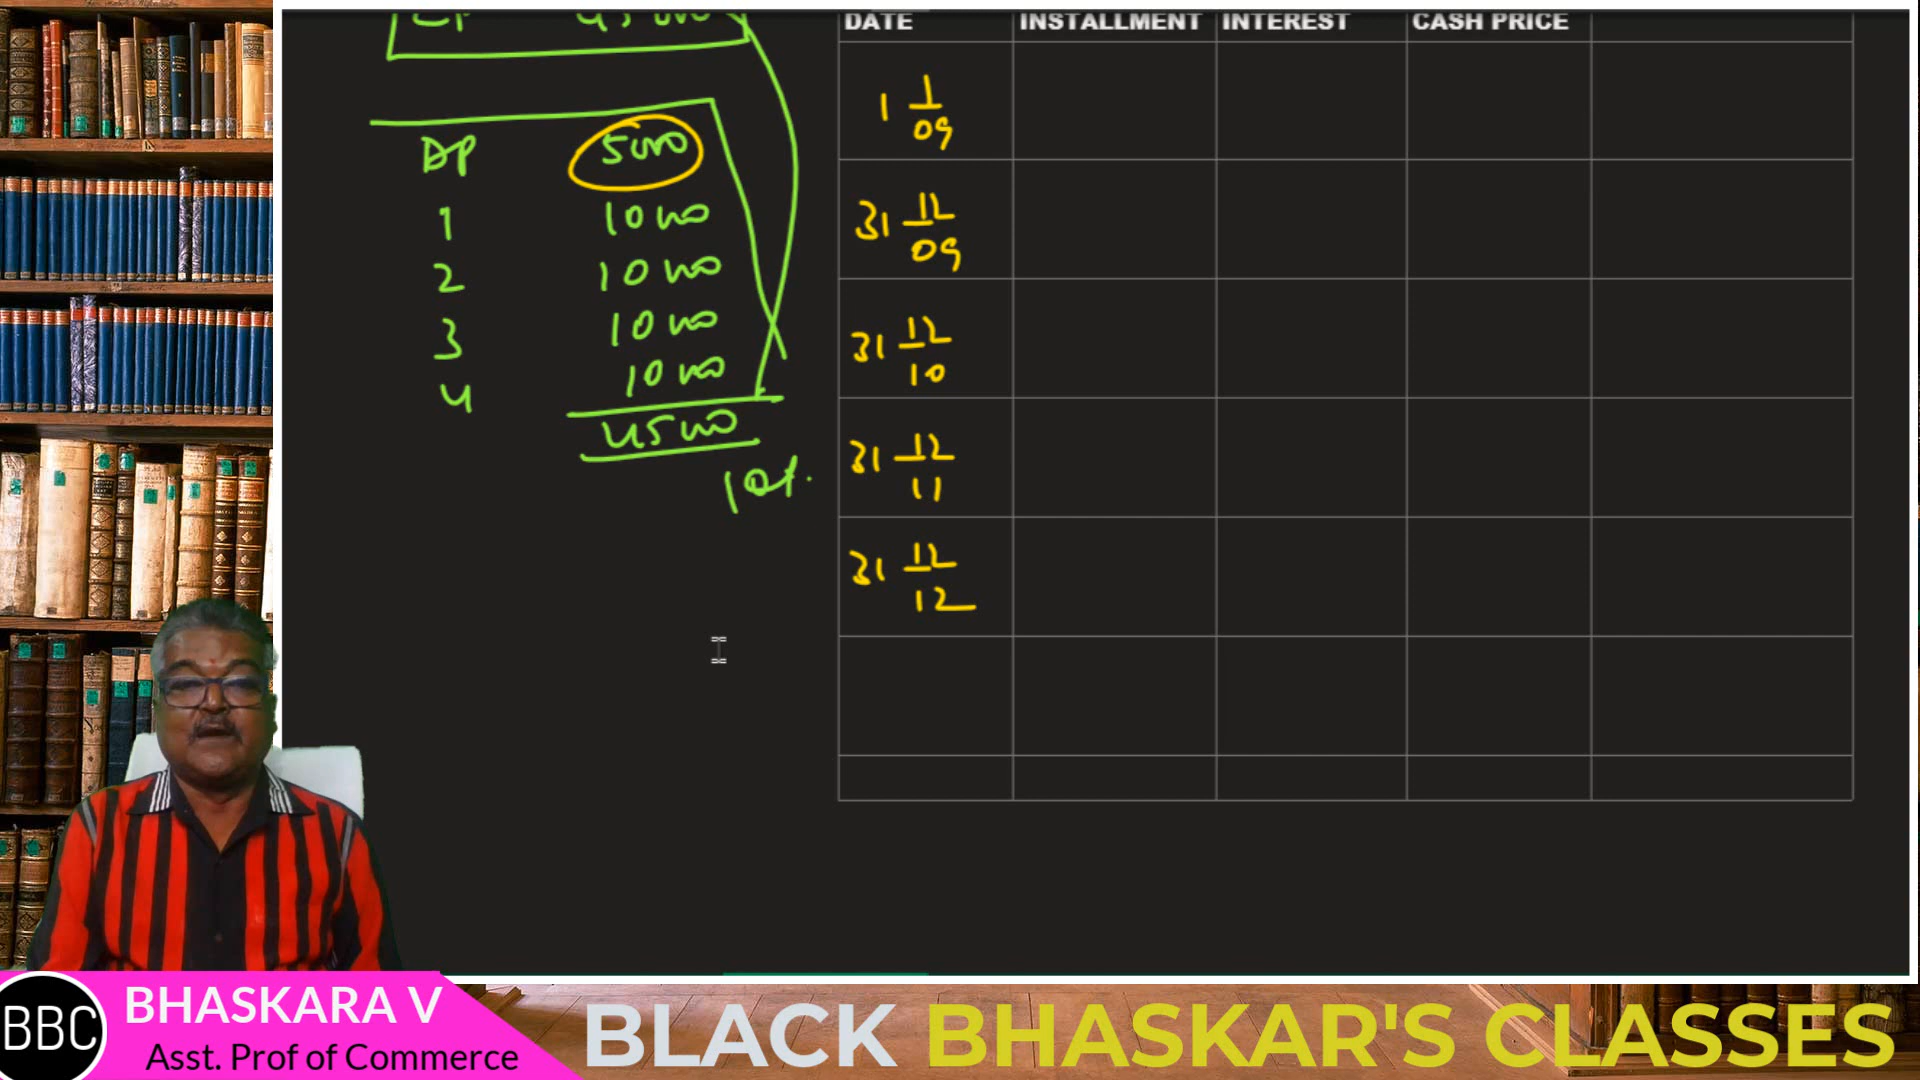 CP 45000
DATE INSTALLMENT INTEREST CASH PRICE
DP 5000
1 10000
2 10000
3 10000
4 10000
45000
10%.
1 1/09
31 12/09
31 12/10
31 12/11
31 12/12
BBC
BHASKARA V
Asst. Prof of Commerce
BLACK BHASKAR'S CLASSES